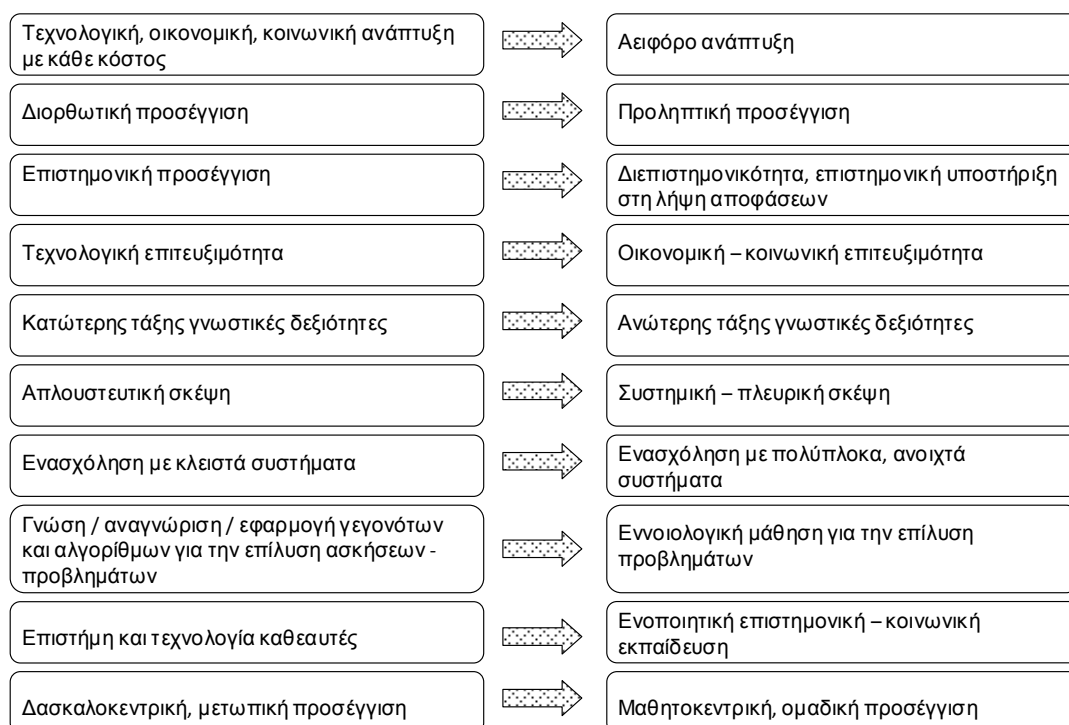 Τεχνολογική, οικονομική, κοινωνική ανάπτυξη
με κάθε κόστος
Αειφόρο ανάπτυξη
Διορθωτική προσέγγιση
Προληπτική προσέγγιση
Επιστημονική προσέγγιση
Διεπιστημονικότητα, επιστημονική υποστήριξη
στη λήψη αποφάσεων
Τεχνολογική επιτευξιμότητα
Οικονομική – κοινωνική επιτευξιμότητα
Κατώτερης τάξης γνωστικές δεξιότητες
Ανώτερης τάξης γνωστικές δεξιότητες
Απλουστευτική σκέψη
Συστημική – πλευρική σκέψη
Ενασχόληση με κλειστά συστήματα
Ενασχόληση με πολύπλοκα, ανοιχτά
συστήματα
Γνώση / αναγνώριση / εφαρμογή γεγονότων
και αλγορίθμων για την επίλυση ασκήσεων -
προβλημάτων
Εννοιολογική μάθηση για την επίλυση
προβλημάτων
Επιστήμη και τεχνολογία καθεαυτές
Ενοποιητική επιστημονική – κοινωνική
εκπαίδευση
Δασκαλοκεντρική, μετωπική προσέγγιση
Μαθητοκεντρική, ομαδική προσέγγιση